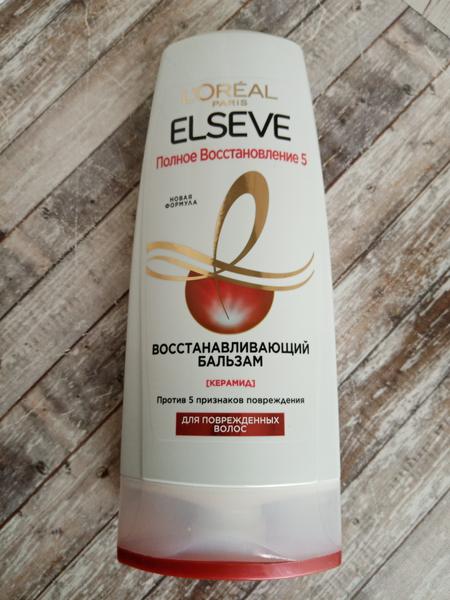 L'ORÉAL
PARIS
ELSEVE
Полное Восстановление 5
НОВАЯ
ФОРМУЛА
ВОССТАНАВЛИВАЮЩИЙ
БАЛЬЗАМ
[КЕРАМИД]
Против 5 признаков повреждения
ДЛЯ ПОВРЕЖДЕННЫХ
ВОЛОС